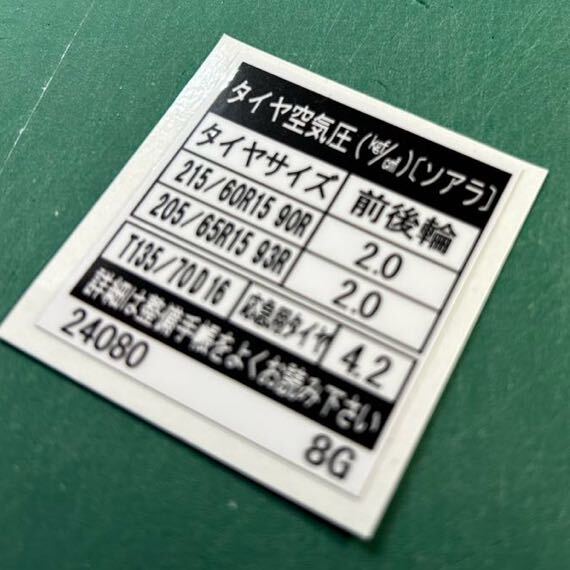 タイヤ空気圧(kgf/c㎡)〔ソアラ〕
タイヤサイズ 前後輪
215/60R15 90R 2.0
205/65R15 93R 2.0
T135/70D16 応急用タイヤ 4.2
詳細は整備手帳をよくお読み下さい
24080 8G